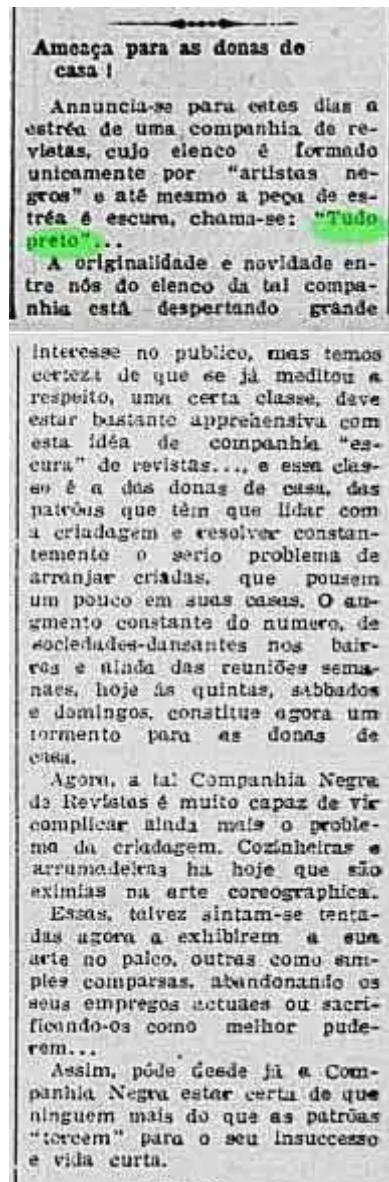 Ameaça para as donas de
casa !
Annuncia-se para estes dias a
estréa de uma companhia de re-
vistas, cujo elenco é formado
unicamente por "artistas ne-
gros" e até mesmo a peça de es-
tréa é escura, chama-se: "Tudo
preto"...
A originalidade e novidade en-
tre nós do elenco da tal compa-
nhia está despertando grande
interesse no publico, mas temos
certeza de que se já meditou a
respeito, uma certa classe, deve
estar bastante apprehensiva com
esta idéa de companhia "es-
cura" de revistas..., e essa clas-
se é a das donas de casa, das
patrôas que têm que lidar com
a criadagem e resolver constan-
temente o serio problema de
arranjar criadas, que pousem
um pouco em suas casas. O au-
gmento constante do numero, de
sociedades-dansantes nos bair-
ros e ainda das reuniões sema-
naes, hoje ás quintas, sabbados
e domingos, constitue agora um
tormento para as donas de
casa.
Agora, a tal Companhia Negra
de Revistas é muito capaz de vir
complicar ainda mais o proble-
ma da criadagem. Cozinheiras e
arrumadeiras ha hoje que são
eximias na arte coreographica.
Essas, talvez sintam-se tenta-
das agora a exhibirem a sua
arte no palco, outras como sim-
ples comparsas, abandonando os
seus empregos actuaes ou sacri-
ficando-os como melhor pude-
rem...
Assim, póde desde já a Com-
panhia Negra estar certa de que
ninguem mais do que as patrôas
"torcem" para o seu insuccesso
e vida curta.